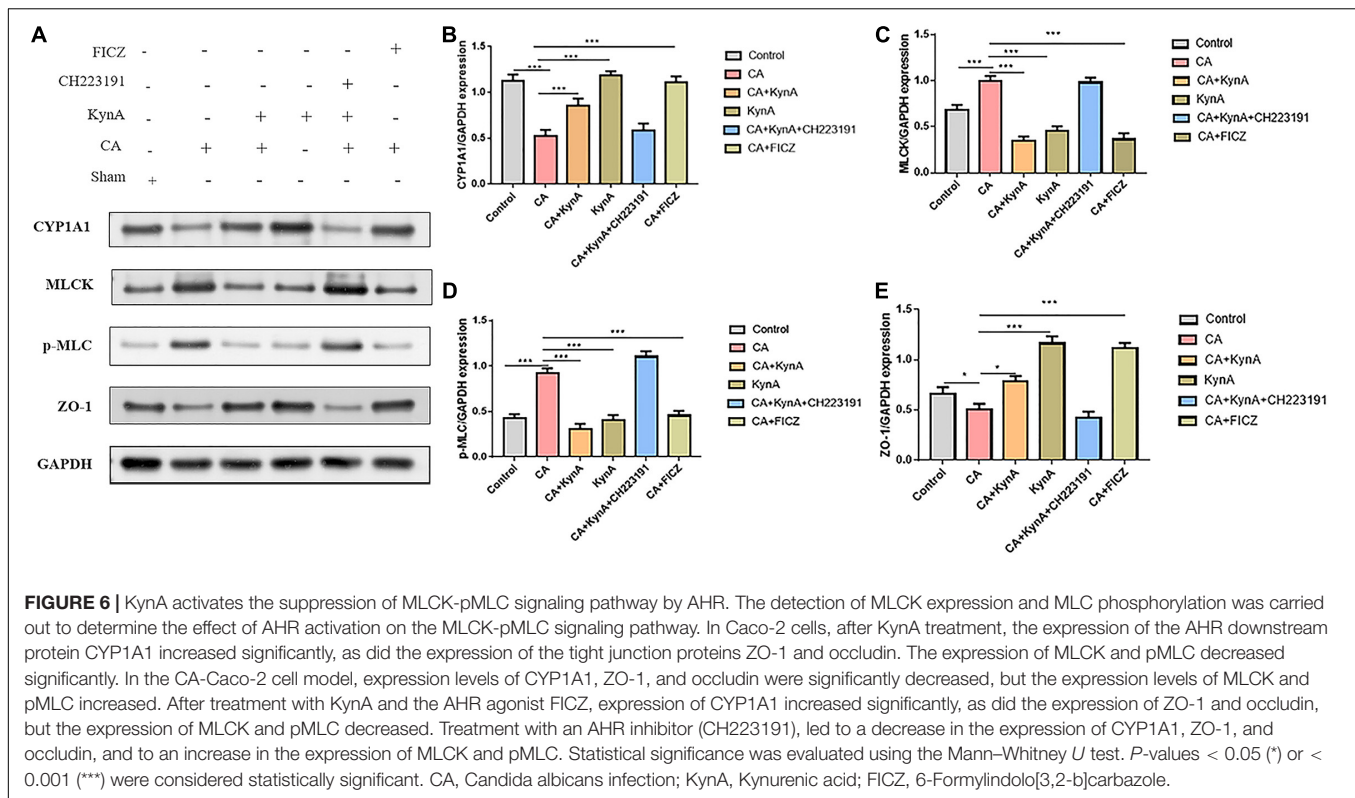 A
FICZ - - - - - +
CH223191 - - - - + -
KynA - - + + + -
CA - + + - + +
Sham + - - - - -
CYP1A1
MLCK
p-MLC
ZO-1
GAPDH
B
CYP1A1/GAPDH expression
1.5
1.0
0.5
0.0
***
***
***
***
Control
CA
CA+KynA
KynA
CA+KynA+CH223191
CA+FICZ
Control
CA
CA+KynA
KynA
CA+KynA+CH223191
CA+FICZ
C
MLCK/GAPDH expression
1.5
1.0
0.5
0.0
***
***
*** ***
Control
CA
CA+KynA
KynA
CA+KynA+CH223191
CA+FICZ
Control
CA
CA+KynA
KynA
CA+KynA+CH223191
CA+FICZ
D
p-MLC/GAPDH expression
1.5
1.0
0.5
0.0
***
***
*** ***
Control
CA
CA+KynA
KynA
CA+KynA+CH223191
CA+FICZ
Control
CA
CA+KynA
KynA
CA+KynA+CH223191
CA+FICZ
E
ZO-1/GAPDH expression
1.5
1.0
0.5
0.0
***
***
* *
Control
CA
CA+KynA
KynA
CA+KynA+CH223191
CA+FICZ
Control
CA
CA+KynA
KynA
CA+KynA+CH223191
CA+FICZ
FIGURE 6 | KynA activates the suppression of MLCK-pMLC signaling pathway by AHR. The detection of MLCK expression and MLC phosphorylation was carried
out to determine the effect of AHR activation on the MLCK-pMLC signaling pathway. In Caco-2 cells, after KynA treatment, the expression of the AHR downstream
protein CYP1A1 increased significantly, as did the expression of the tight junction proteins ZO-1 and occludin. The expression of MLCK and pMLC decreased
significantly. In the CA-Caco-2 cell model, expression levels of CYP1A1, ZO-1, and occludin were significantly decreased, but the expression levels of MLCK and
pMLC increased. After treatment with KynA and the AHR agonist FICZ, expression of CYP1A1 increased significantly, as did the expression of ZO-1 and occludin,
but the expression of MLCK and pMLC decreased. Treatment with an AHR inhibitor (CH223191), led to a decrease in the expression of CYP1A1, ZO-1, and
occludin, and to an increase in the expression of MLCK and pMLC. Statistical significance was evaluated using the Mann–Whitney U test. P-values < 0.05 (*) or <
0.001 (***) were considered statistically significant. CA, Candida albicans infection; KynA, Kynurenic acid; FICZ, 6-Formylindolo[3,2-b]carbazole.